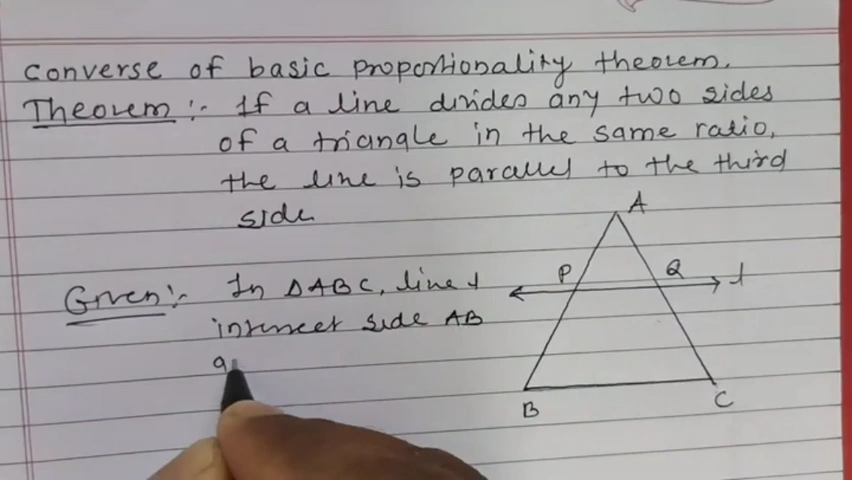 converse of basic proportionality theorem.
Theorem :- If a line divides any two sides
of a triangle in the same ratio,
the line is parallel to the third
side
A
Given :- In ΔABC, line l
P Q l
intersect side AB
a
B C